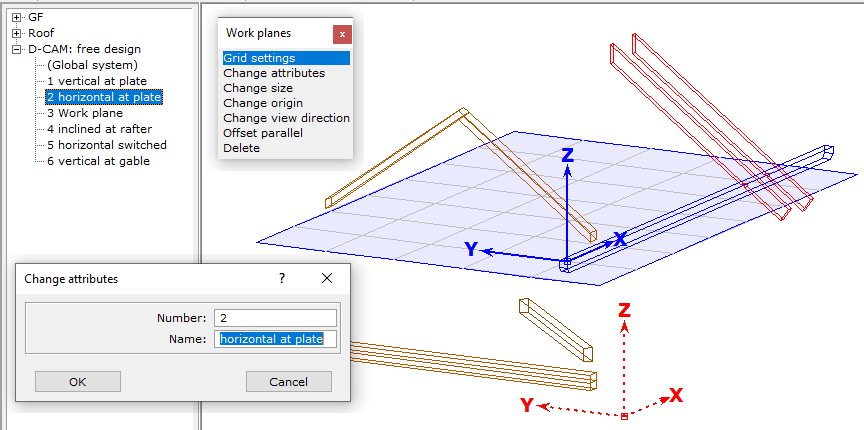 GF
Roof
D-CAM: free design
(Global system)
1 vertical at plate
2 horizontal at plate
3 Work plane
4 inclined at rafter
5 horizontal switched
6 vertical at gable
Work planes
x
Grid settings
Change attributes
Change size
Change origin
Change view direction
Offset parallel
Delete
Z
Y
X
Change attributes
?
Number: 2
Name: horizontal at plate
OK Cancel
Z
Y
X